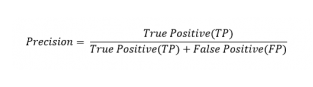 Precision = True Positive(TP) / True Positive(TP) + False Positive(FP)